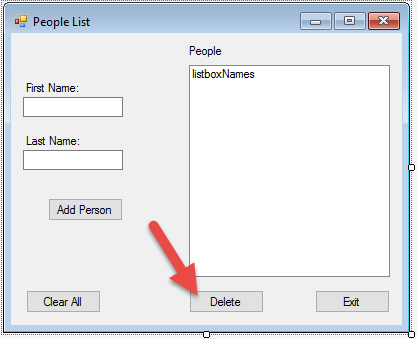 People List
People
listboxNames
First Name:
Last Name:
Add Person
Clear All
Delete
Exit